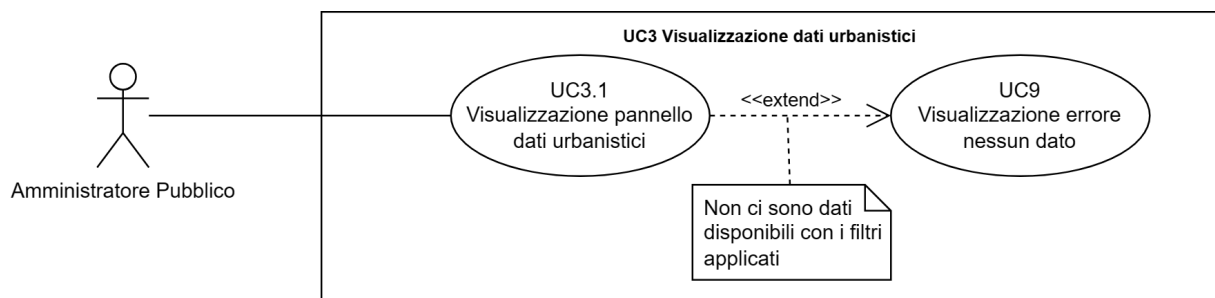 UC3 Visualizzazione dati urbanistici
UC3.1
Visualizzazione pannello
dati urbanistici
<<extend>>
UC9
Visualizzazione errore
nessun dato
Amministratore Pubblico
Non ci sono dati
disponibili con i filtri
applicati